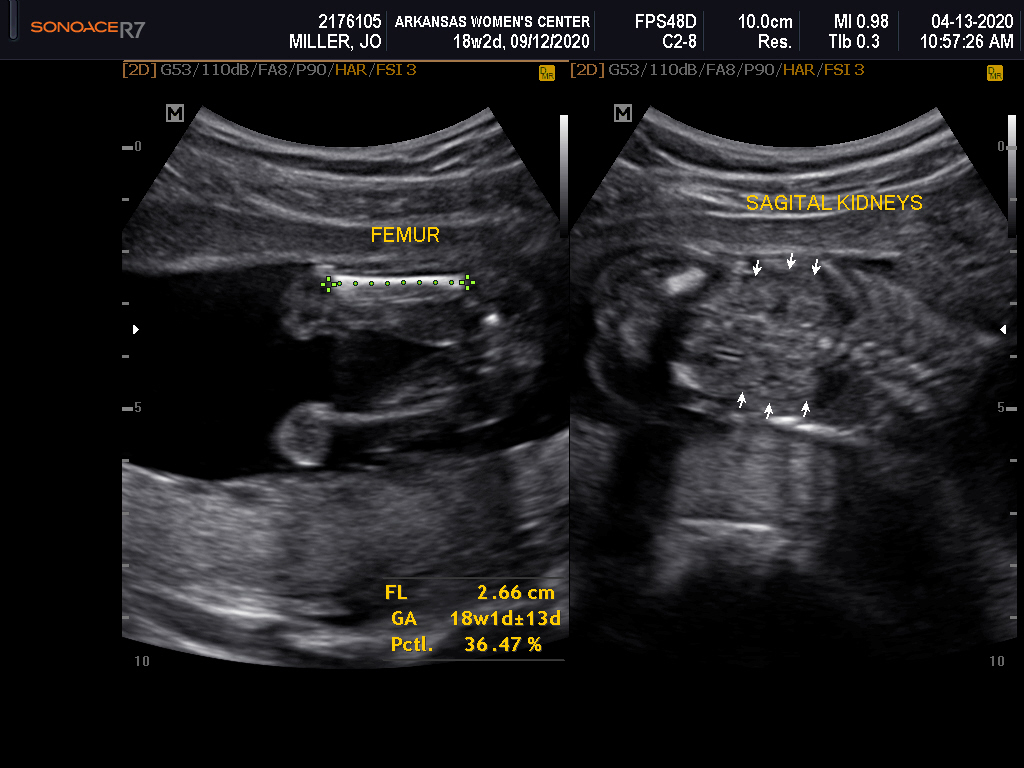 SONOACE R7
2176105
MILLER, JO
ARKANSAS WOMEN'S CENTER
18w2d, 09/12/2020
FPS48D
C2-8
10.0cm
Res.
MI 0.98
TIb 0.3
04-13-2020
10:57:26 AM
[2D] G53/110dB/FA8/P90/HAR/FSI 3
DMR
[2D] G53/110dB/FA8/P90/HAR/FSI 3
DMR
M
M
0
0
SAGITAL KIDNEYS
FEMUR
5
5
FL 2.66 cm
GA 18w1d±13d
Pctl. 36.47 %
10
10